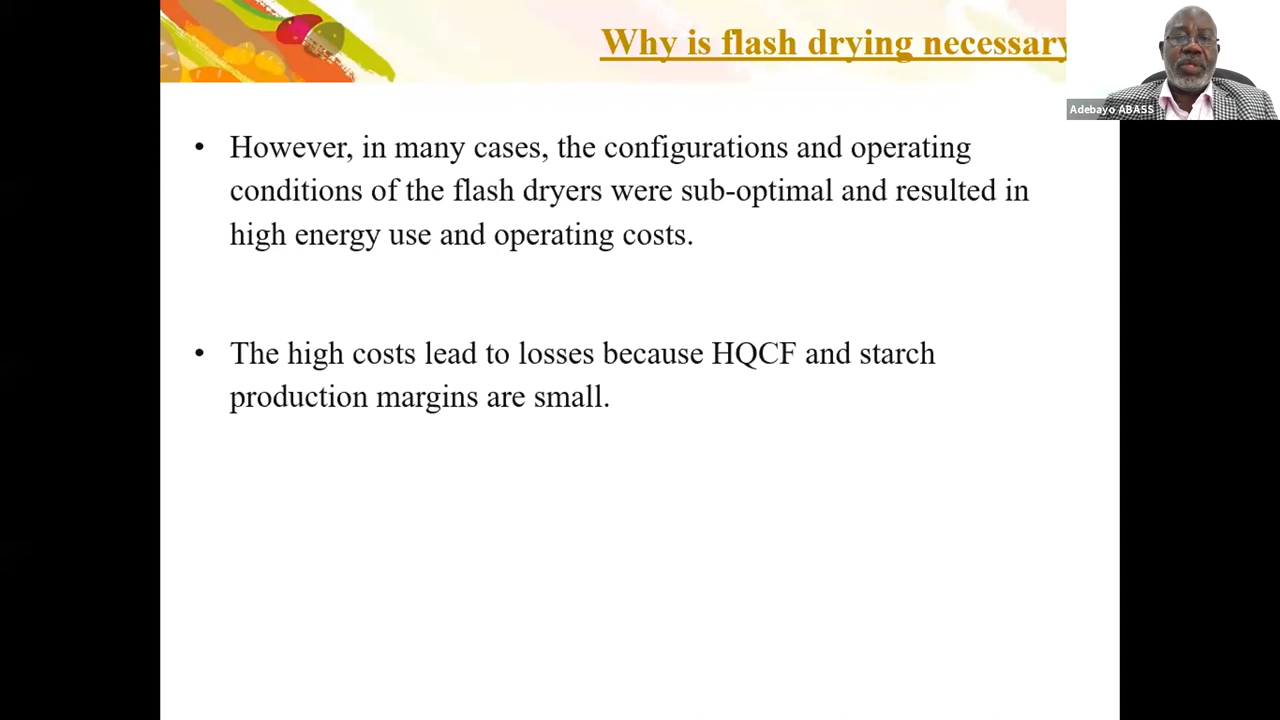 Why is flash drying necessary
Adebayo ABASS
• However, in many cases, the configurations and operating
conditions of the flash dryers were sub-optimal and resulted in
high energy use and operating costs.
• The high costs lead to losses because HQCF and starch
production margins are small.